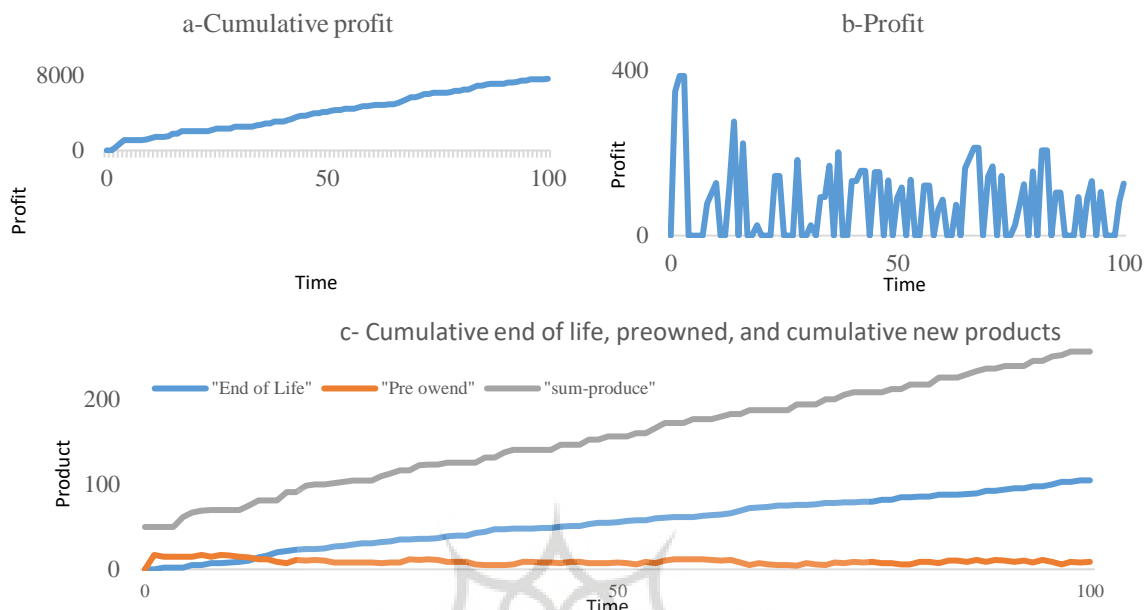 a-Cumulative profit
8000
0
0 50 100
Profit
Time
b-Profit
400
0
0 50 100
Profit
Time
c- Cumulative end of life, preowned, and cumulative new products
"End of Life" "Pre owend" "sum-produce"
200
100
0
0 50 100
Product
Time